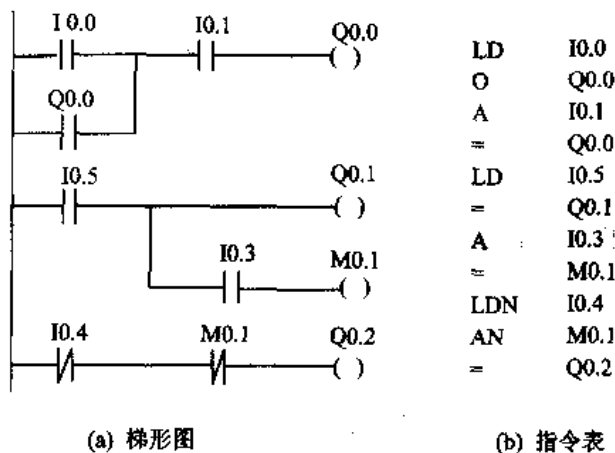 I 0.0
I0.1
Q0.0
( )
Q0.0
I0.5
Q0.1
( )
I0.3
M0.1
( )
I0.4
M0.1
Q0.2
( )
(a) 梯形图
LD I0.0
O Q0.0
A I0.1
= Q0.0
LD I0.5
= Q0.1
A I0.3
= M0.1
LDN I0.4
AN M0.1
= Q0.2
(b) 指令表